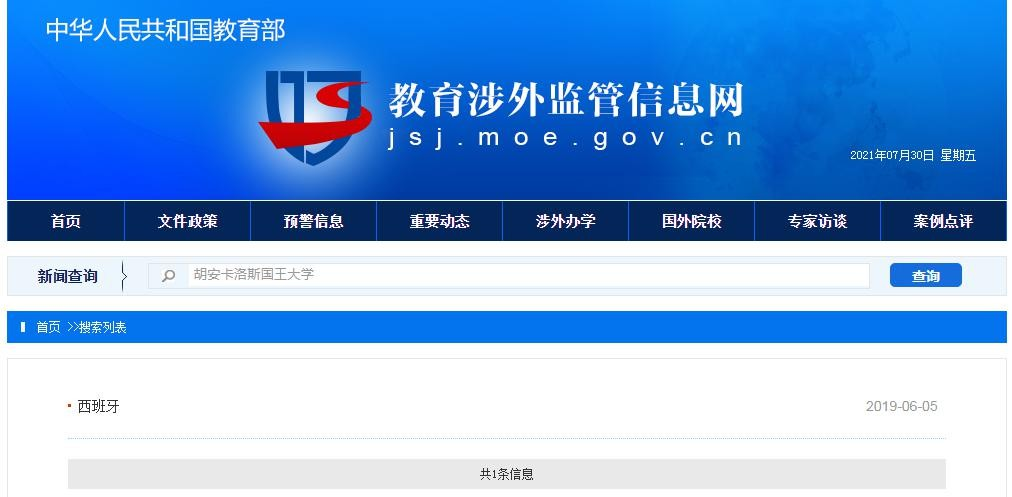 中华人民共和国教育部
教育涉外监管信息网
jsj.moe.gov.cn
2021年07月30日 星期五
首页 文件政策 预警信息 重要动态 涉外办学 国外院校 专家访谈 案例点评
新闻查询 胡安卡洛斯国王大学 查询
首页 >>搜索列表
西班牙 2019-06-05
共1条信息